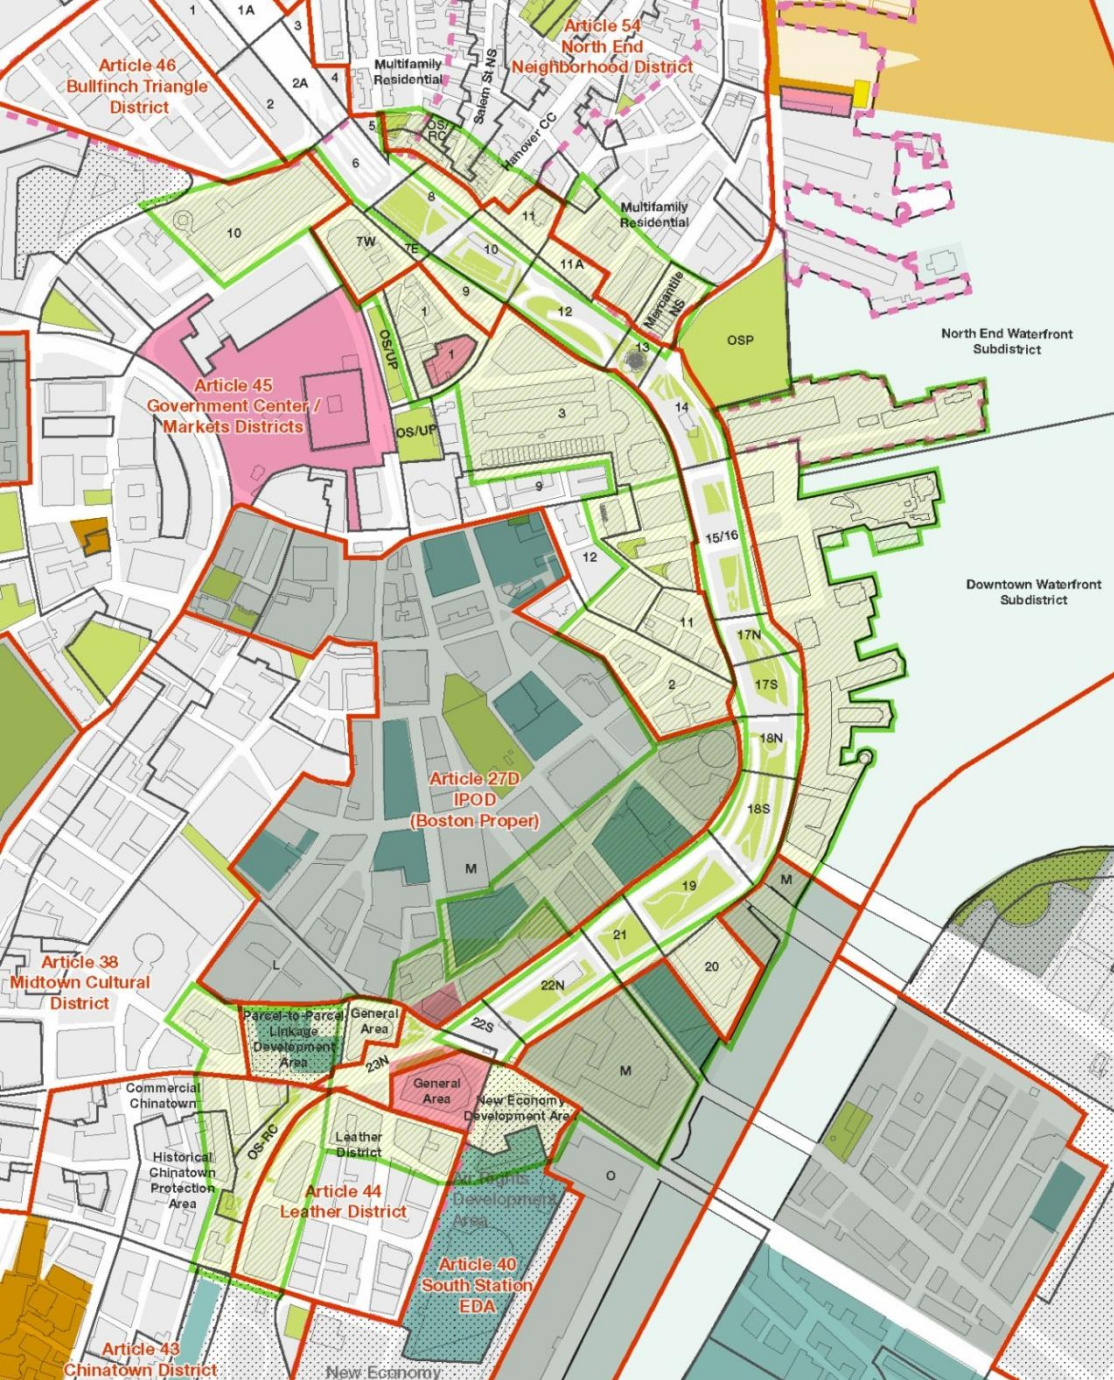 1
1A
3
Article 54
North End
Neighborhood District
Article 46
Bullfinch Triangle
District
2A
4
2
Multifamily
Residential
Salem St NS
5
OS/
RC
Hanover CC
6
8
Multifamily
Residential
11
10
7W
7E
10
11A
9
Mercantile
NS
1
12
OS/UP
13
OSP
North End Waterfront
Subdistrict
1
Article 45
Government Center /
Markets Districts
14
3
OS/UP
9
15/16
12
Downtown Waterfront
Subdistrict
11
17N
2
17S
18N
Article 27D
IPOD
(Boston Proper)
18S
M
M
19
21
L
20
Article 38
Midtown Cultural
District
22N
22S
Parcel-to-Parcel
Linkage
Development
Area
General
Area
23N
M
General
Area
New Economy
Development Area
Commercial
Chinatown
OS-RC
Leather
District
Historical
Chinatown
Protection
Area
O
Air Rights
Development
Area
Article 44
Leather District
Article 40
South Station
EDA
Article 43
Chinatown District
New Economy